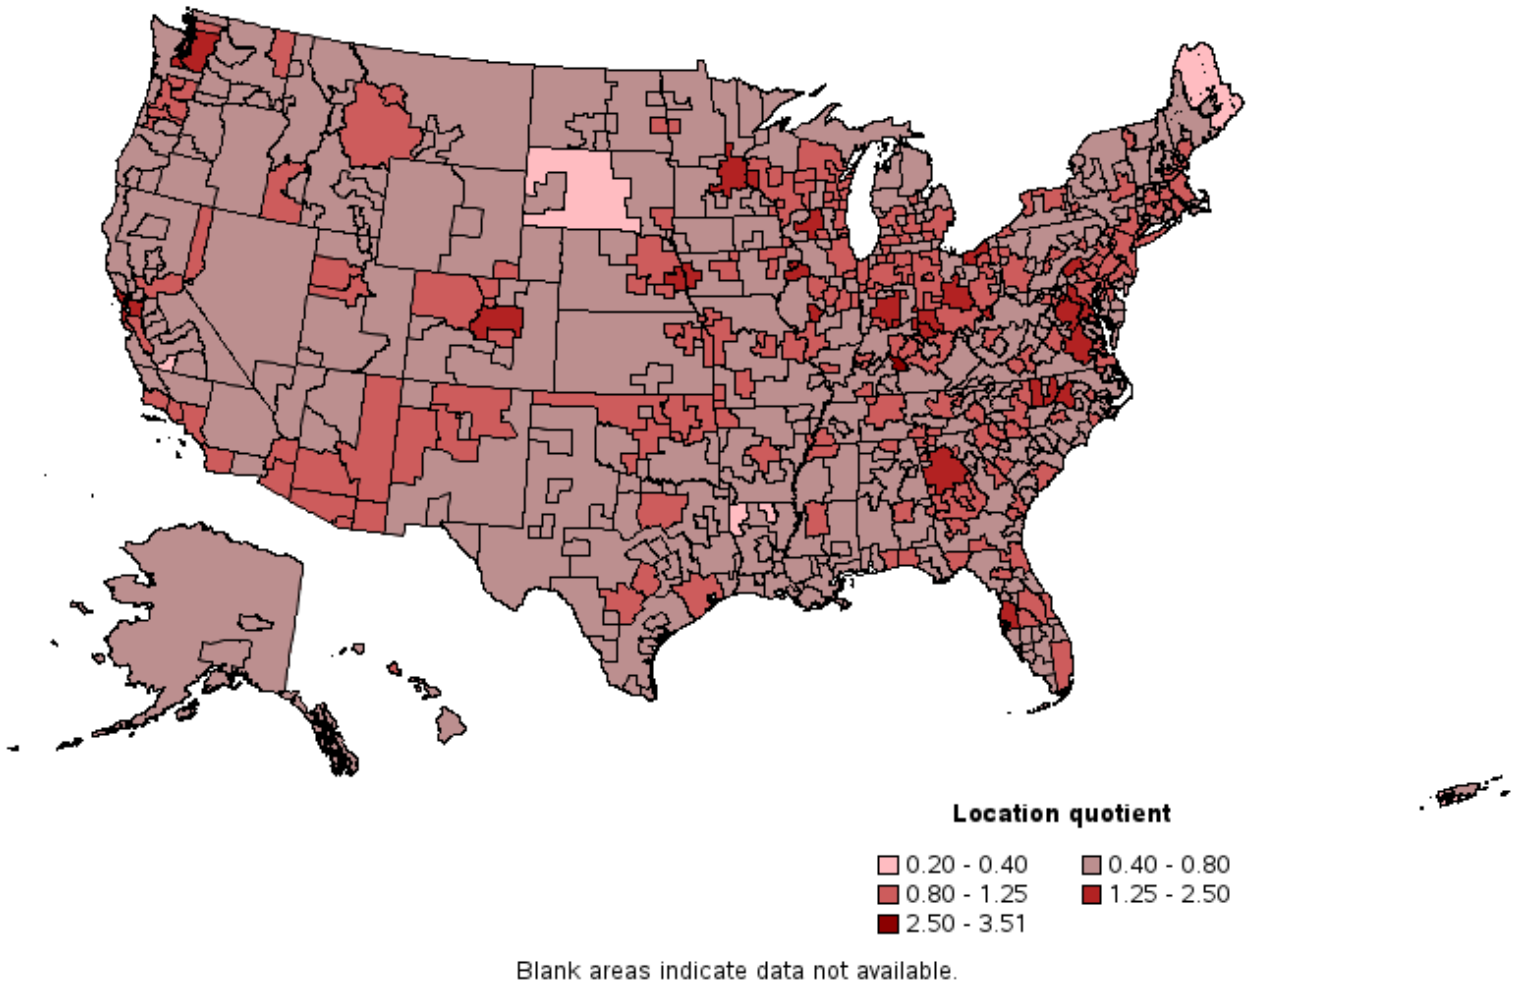 Location quotient
0.20 - 0.40 0.40 - 0.80
0.80 - 1.25 1.25 - 2.50
2.50 - 3.51
Blank areas indicate data not available.